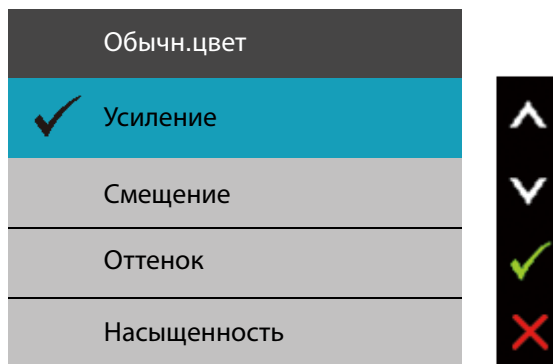 Обычн.цвет
Усиление
Смещение
Оттенок
Насыщенность